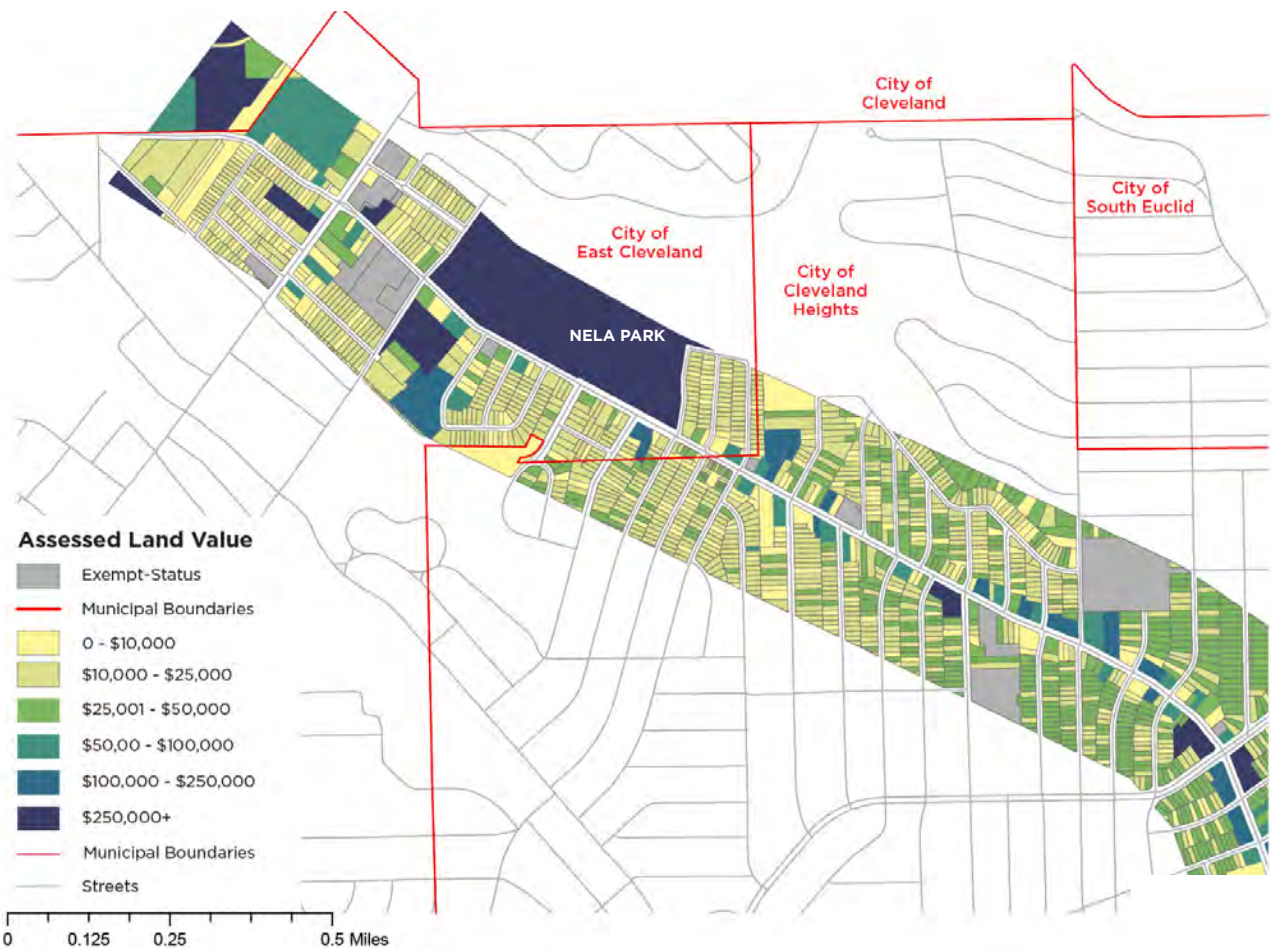 City of
Cleveland
City of
South Euclid
City of
East Cleveland
City of
Cleveland
Heights
NELA PARK
Assessed Land Value
Exempt-Status
Municipal Boundaries
0 - $10,000
$10,000 - $25,000
$25,001 - $50,000
$50,00 - $100,000
$100,000 - $250,000
$250,000+
Municipal Boundaries
Streets
0 0.125 0.25 0.5 Miles